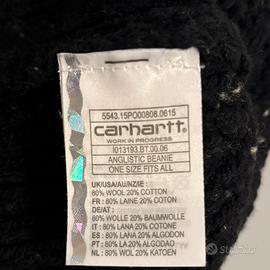 5543.15PO00808.0615
carhartt
WORK IN PROGRESS
I013193.BT.00.06
ANGLISTIC BEANIE
ONE SIZE FITS ALL
UK/USA/AU/NZ/IE:
80% WOOL 20% COTTON
FR: 80% LAINE 20% COTON
DE/AT:
80% WOLLE 20% BAUMWOLLE
IT: 80% LANA 20% COTONE
ES: 80% LANA 20% ALGODON
PT: 80% LA 20% ALGODAO
NL: 80% WOL 20% KATOEN
subito